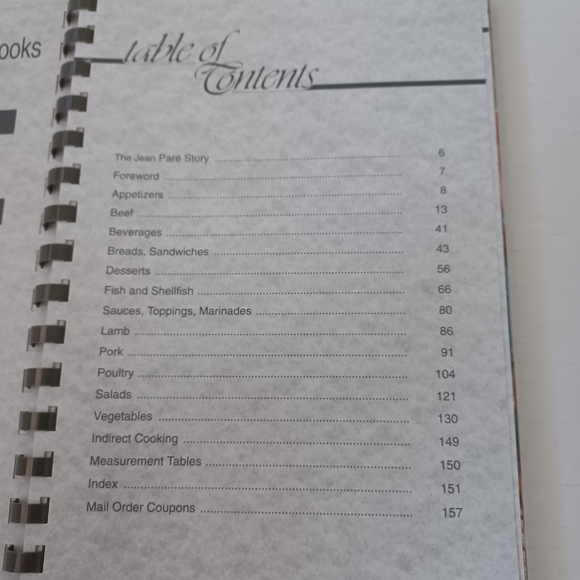 ooks
table of
Contents
The Jean Paré Story 6
Foreword 7
Appetizers 8
Beef 13
Beverages 41
Breads, Sandwiches 43
Desserts 56
Fish and Shellfish 66
Sauces, Toppings, Marinades 80
Lamb 86
Pork 91
Poultry 104
Salads 121
Vegetables 130
Indirect Cooking 149
Measurement Tables 150
Index 151
Mail Order Coupons 157